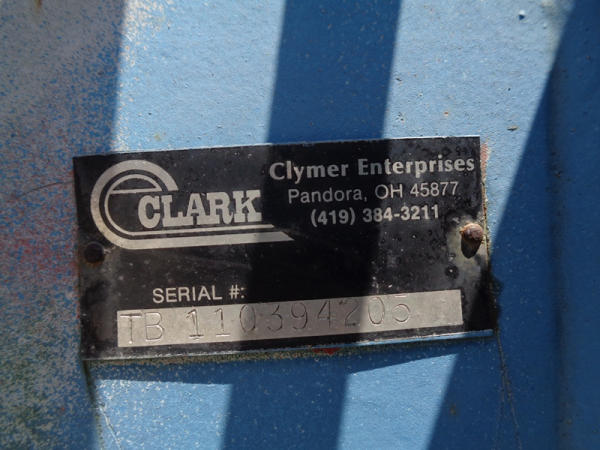 CLARK
Clymer Enterprises
Pandora, OH 45877
(419) 384-3211
SERIAL #:
TB 110394205